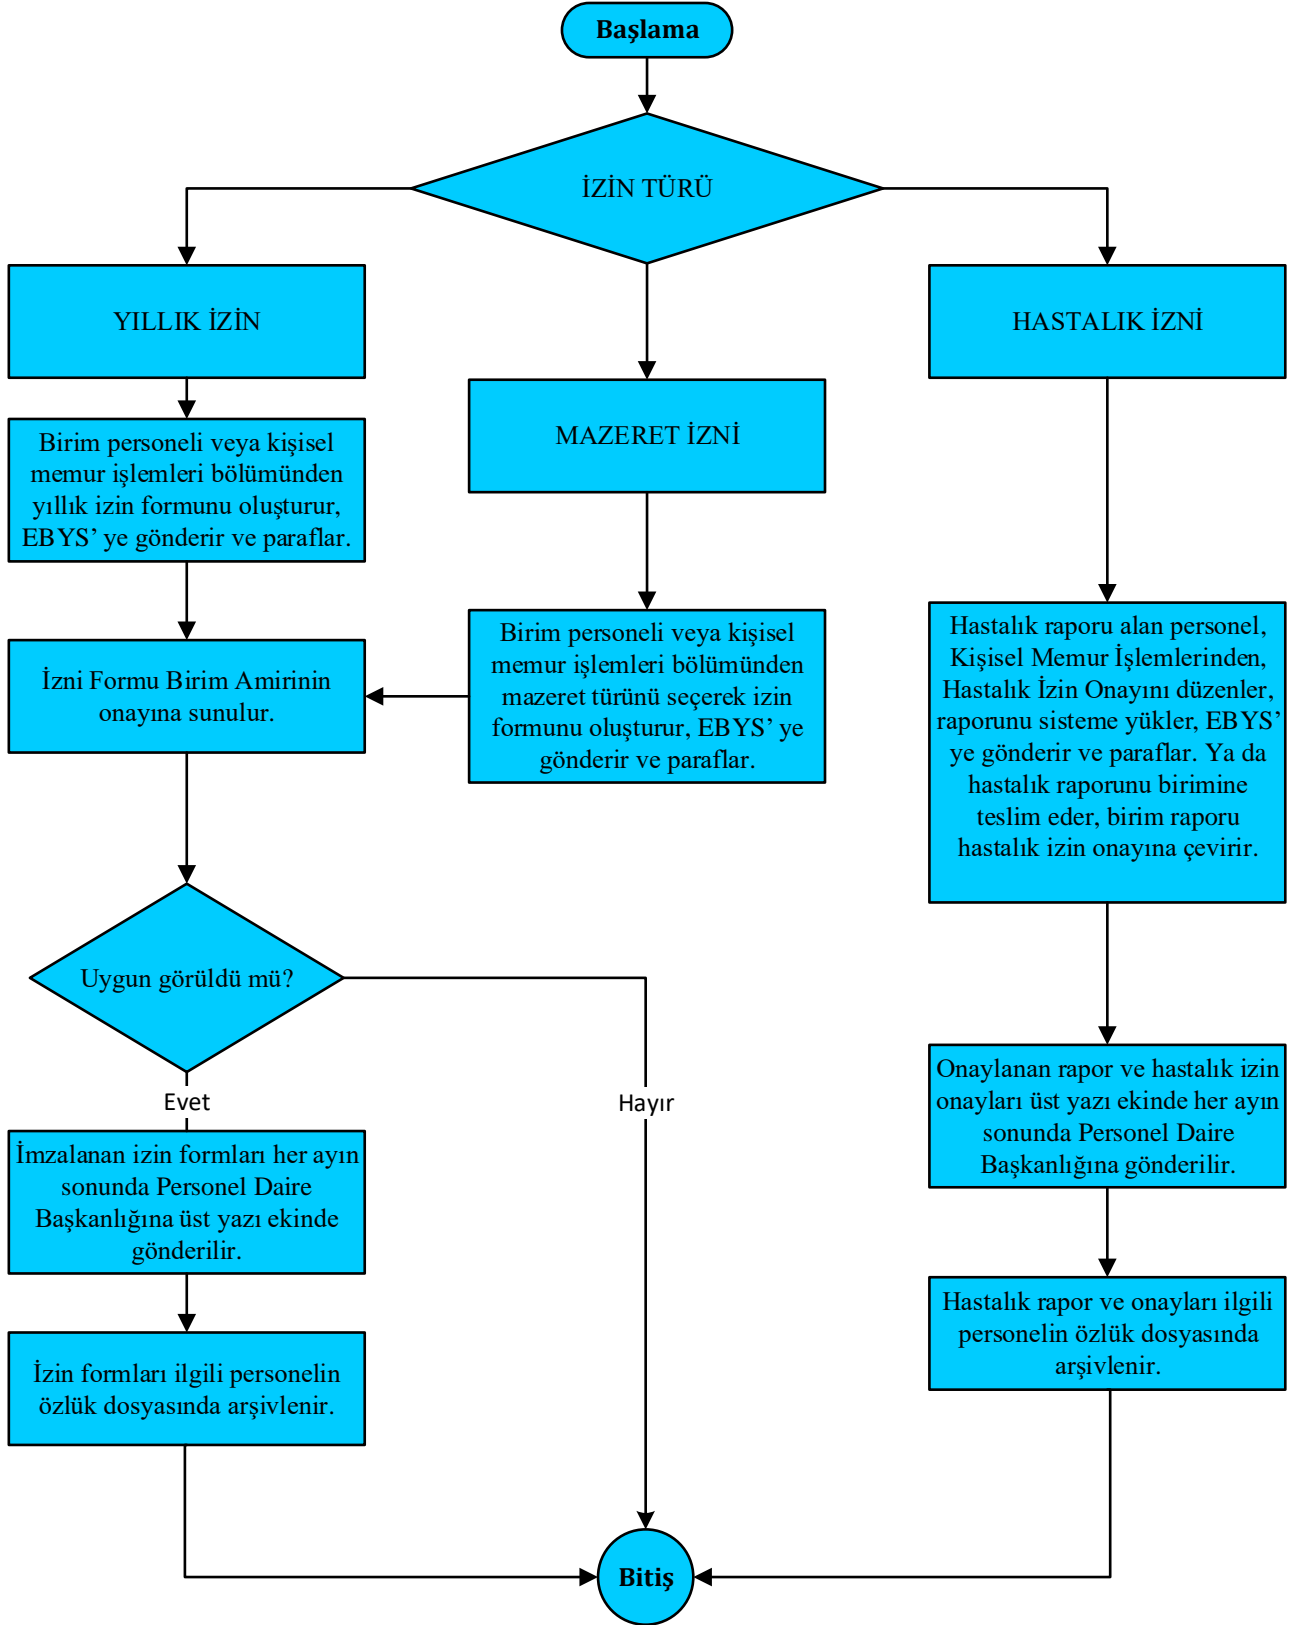 Başlama
İZİN TÜRÜ
YILLIK İZİN
Birim personeli veya kişisel
memur işlemleri bölümünden
yıllık izin formunu oluşturur,
EBYS’ ye gönderir ve paraflar.
MAZERET İZNİ
Birim personeli veya kişisel
memur işlemleri bölümünden
mazeret türünü seçerek izin
formunu oluşturur, EBYS’ ye
gönderir ve paraflar.
İzni Formu Birim Amirinin
onayına sunulur.
Uygun görüldü mü?
Evet
Hayır
İmzalanan izin formları her ayın
sonunda Personel Daire
Başkanlığına üst yazı ekinde
gönderilir.
İzin formları ilgili personelin
özlük dosyasında arşivlenir.
HASTALIK İZNİ
Hastalık raporu alan personel,
Kişisel Memur İşlemlerinden,
Hastalık İzin Onayını düzenler,
raporunu sisteme yükler, EBYS’
ye gönderir ve paraflar. Ya da
hastalık raporunu birimine
teslim eder, birim raporu
hastalık izin onayına çevirir.
Onaylanan rapor ve hastalık izin
onayları üst yazı ekinde her ayın
sonunda Personel Daire
Başkanlığına gönderilir.
Hastalık rapor ve onayları ilgili
personelin özlük dosyasında
arşivlenir.
Bitiş